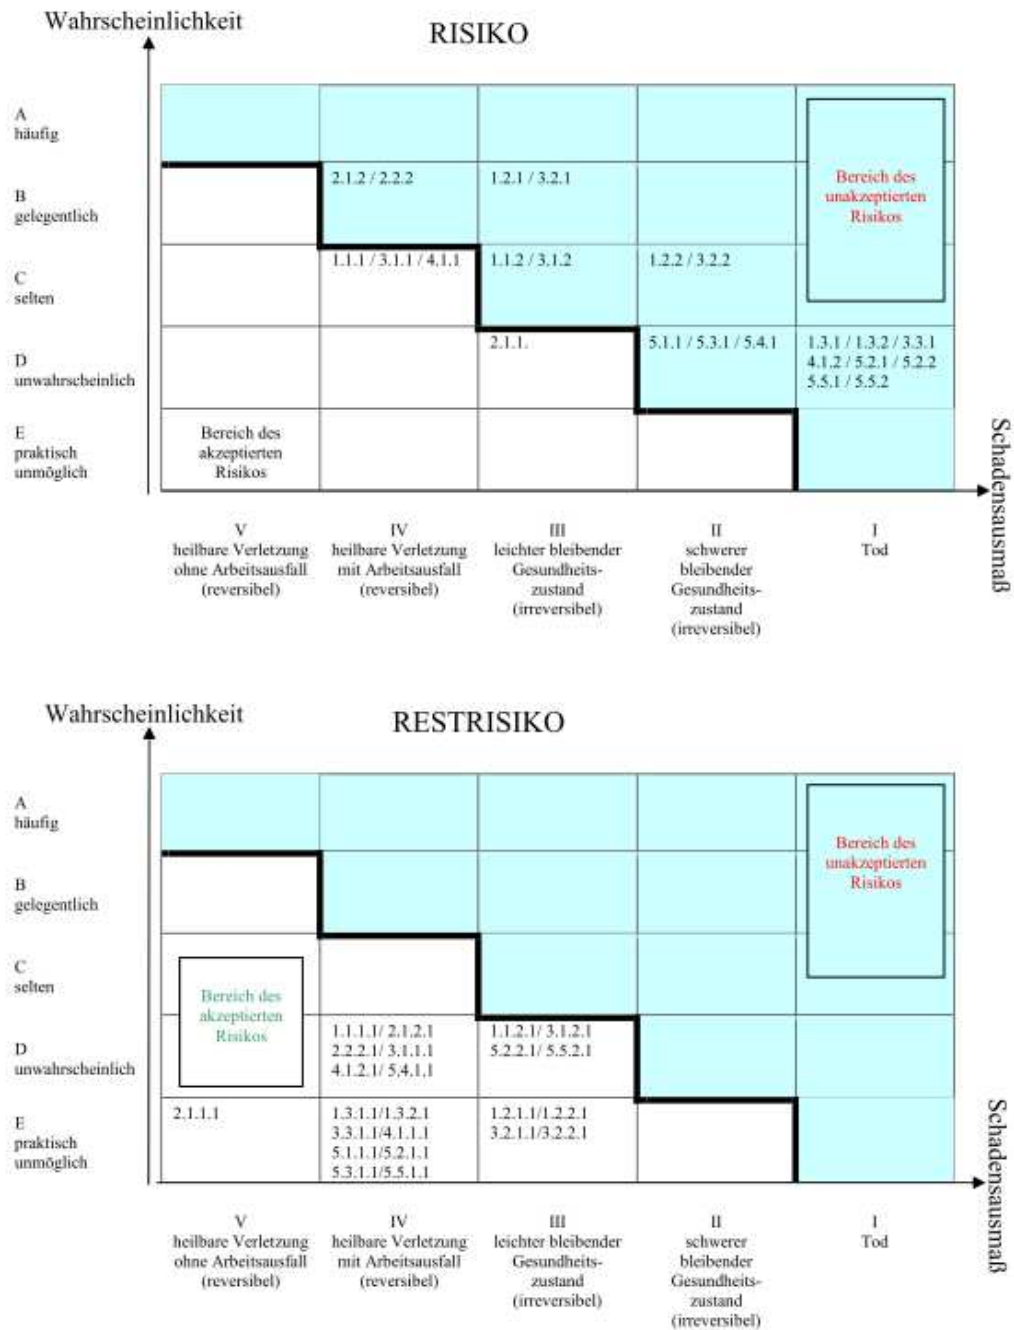 Wahrscheinlichkeit
RISIKO
A
häufig
B
gelegentlich
2.1.2 / 2.2.2
1.2.1 / 3.2.1
Bereich des
unakzeptierten
Risikos
C
selten
1.1.1 / 3.1.1 / 4.1.1
1.1.2 / 3.1.2
1.2.2 / 3.2.2
D
unwahrscheinlich
2.1.1.
5.1.1 / 5.3.1 / 5.4.1
1.3.1 / 1.3.2 / 3.3.1
4.1.2 / 5.2.1 / 5.2.2
5.5.1 / 5.5.2
E
praktisch
unmöglich
Bereich des
akzeptierten
Risikos
Schadensausmaß
V
heilbare Verletzung
ohne Arbeitsausfall
(reversibel)
IV
heilbare Verletzung
mit Arbeitsausfall
(reversibel)
III
leichter bleibender
Gesundheits-
zustand
(irreversibel)
II
schwerer
bleibender
Gesundheits-
zustand
(irreversibel)
I
Tod
Wahrscheinlichkeit
RESTRISIKO
A
häufig
Bereich des
unakzeptierten
Risikos
B
gelegentlich
C
selten
Bereich des
akzeptierten
Risikos
D
unwahrscheinlich
1.1.1.1/ 2.1.2.1
2.2.2.1/ 3.1.1.1
4.1.2.1/ 5.4.1.1
1.1.2.1/ 3.1.2.1
5.2.2.1/ 5.5.2.1
E
praktisch
unmöglich
2.1.1.1
1.3.1.1/1.3.2.1
3.3.1.1/4.1.1.1
5.1.1.1/5.2.1.1
5.3.1.1/5.5.1.1
1.2.1.1/1.2.2.1
3.2.1.1/3.2.2.1
Schadensausmaß
V
heilbare Verletzung
ohne Arbeitsausfall
(reversibel)
IV
heilbare Verletzung
mit Arbeitsausfall
(reversibel)
III
leichter bleibender
Gesundheits-
zustand
(irreversibel)
II
schwerer
bleibender
Gesundheits-
zustand
(irreversibel)
I
Tod